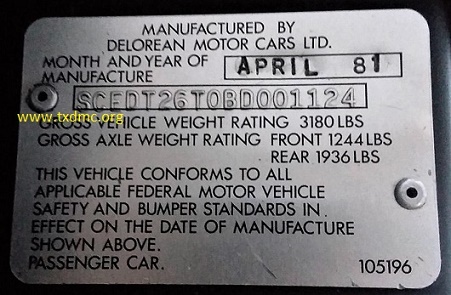 MANUFACTURED BY
DELOREAN MOTOR CARS LTD.
MONTH AND YEAR OF
MANUFACTURE APRIL 81
SCEDT26T0BD001124
www.txdmc.org
GROSS VEHICLE WEIGHT RATING 3180 LBS
GROSS AXLE WEIGHT RATING FRONT 1244 LBS
REAR 1936 LBS
THIS VEHICLE CONFORMS TO ALL
APPLICABLE FEDERAL MOTOR VEHICLE
SAFETY AND BUMPER STANDARDS IN.
EFFECT ON THE DATE OF MANUFACTURE
SHOWN ABOVE.
PASSENGER CAR. 105196